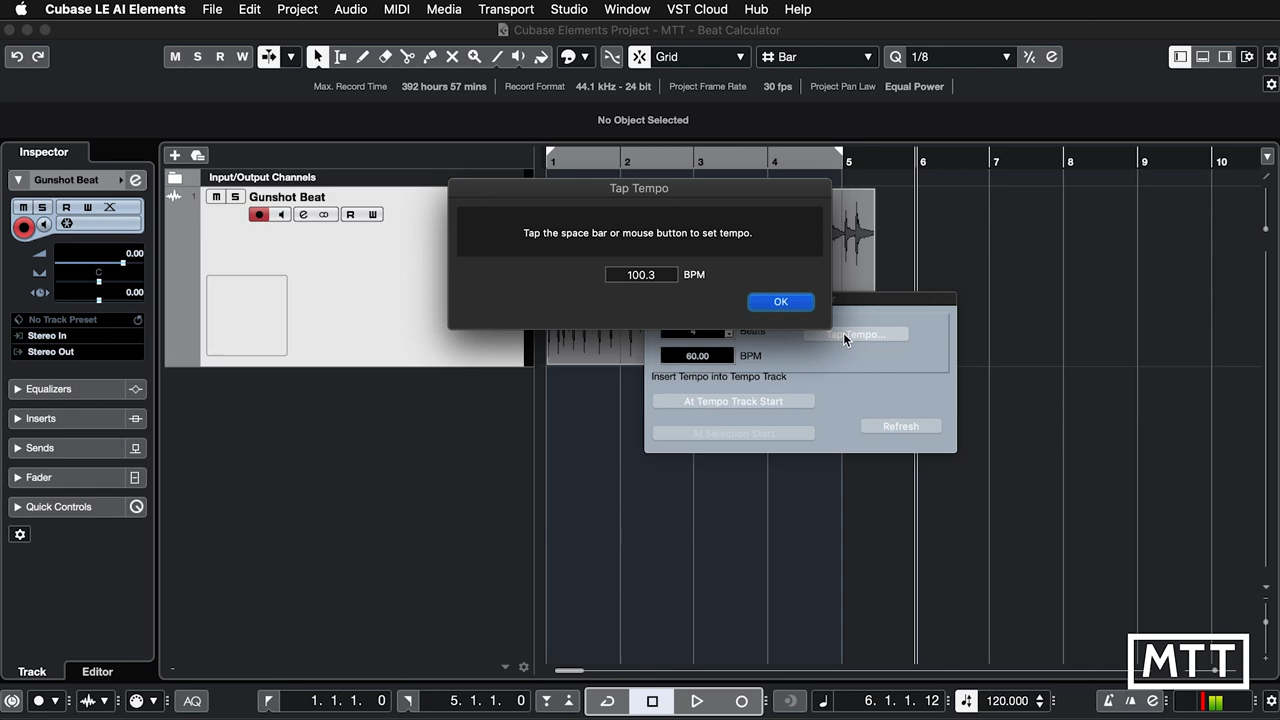 Cubase LE AI Elements File Edit Project Audio MIDI Media Transport Studio Window VST Cloud Hub Help
Cubase Elements Project - MTT - Beat Calculator
M S R W Grid Bar Q 1/8
Max. Record Time 392 hours 57 mins Record Format 44.1 kHz - 24 bit Project Frame Rate 30 fps Project Pan Law Equal Power
No Object Selected
Inspector
1 2 3 4 5 6 7 8 9 10
Gunshot Beat
Input/Output Channels
M S R W
1 M S Gunshot Beat
R W
0.00
C
0.00
No Track Preset
Stereo In
Stereo Out
Equalizers
Inserts
Sends
Fader
Quick Controls
Tap Tempo
Tap the space bar or mouse button to set tempo.
100.3 BPM
OK
Beats
Tap Tempo...
60.00 BPM
Insert Tempo into Tempo Track
At Tempo Track Start
At Selection Start
Refresh
MTT
Track Editor
AQ 1. 1. 1. 0 5. 1. 1. 0 6. 1. 1. 12 120.000